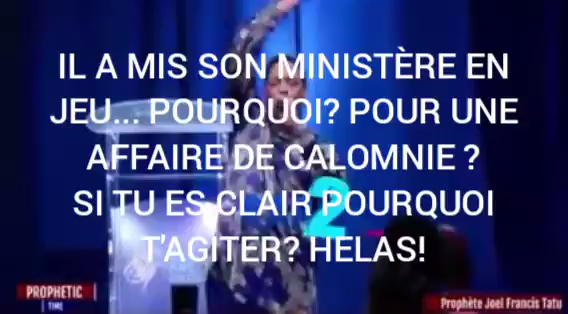 IL A MIS SON MINISTÈRE EN
JEU... POURQUOI? POUR UNE
AFFAIRE DE CALOMNIE ?
SI TU ES CLAIR POURQUOI
T'AGITER? HELAS!
2
PROPHETIC
TIME
Prophète Joel Francis Tatu